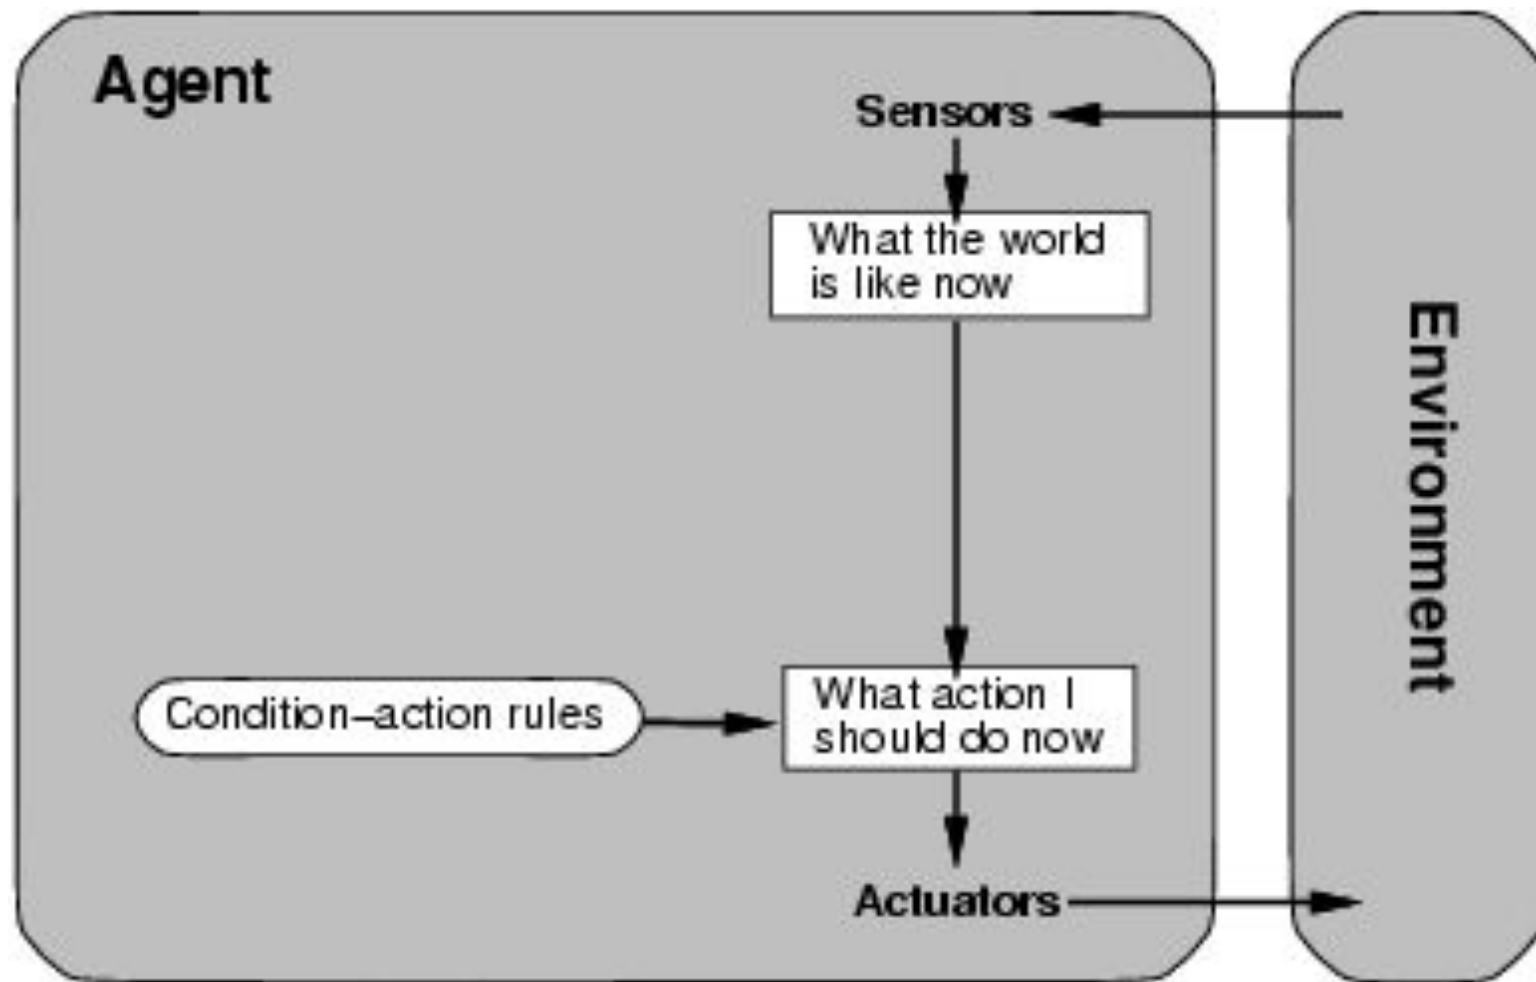 Agent
Sensors
What the world
is like now
Environment
Condition–action rules
What action I
should do now
Actuators